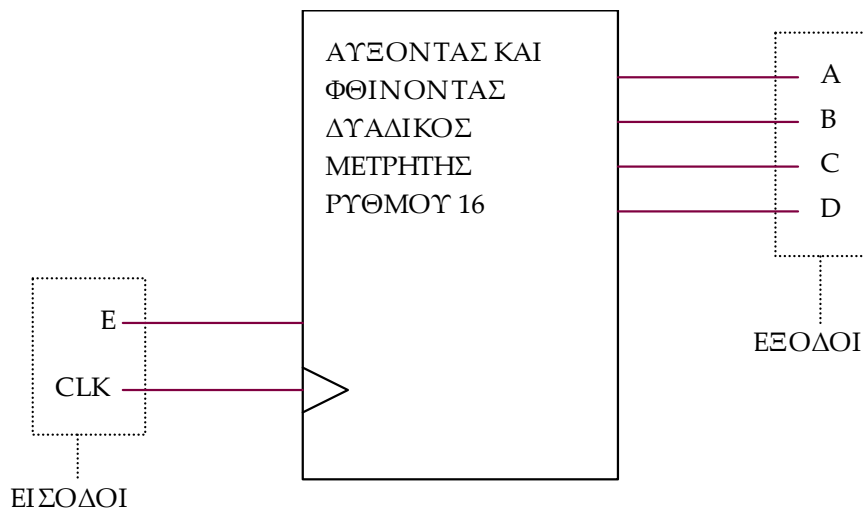 ΑΥΞΟΝΤΑΣ ΚΑΙ
ΦΘΙΝΟΝΤΑΣ
ΔΥΑΔΙΚΟΣ
ΜΕΤΡΗΤΗΣ
ΡΥΘΜΟΥ 16
A
B
C
D
E
CLK
ΕΞΟΔΟΙ
ΕΙΣΟΔΟΙ